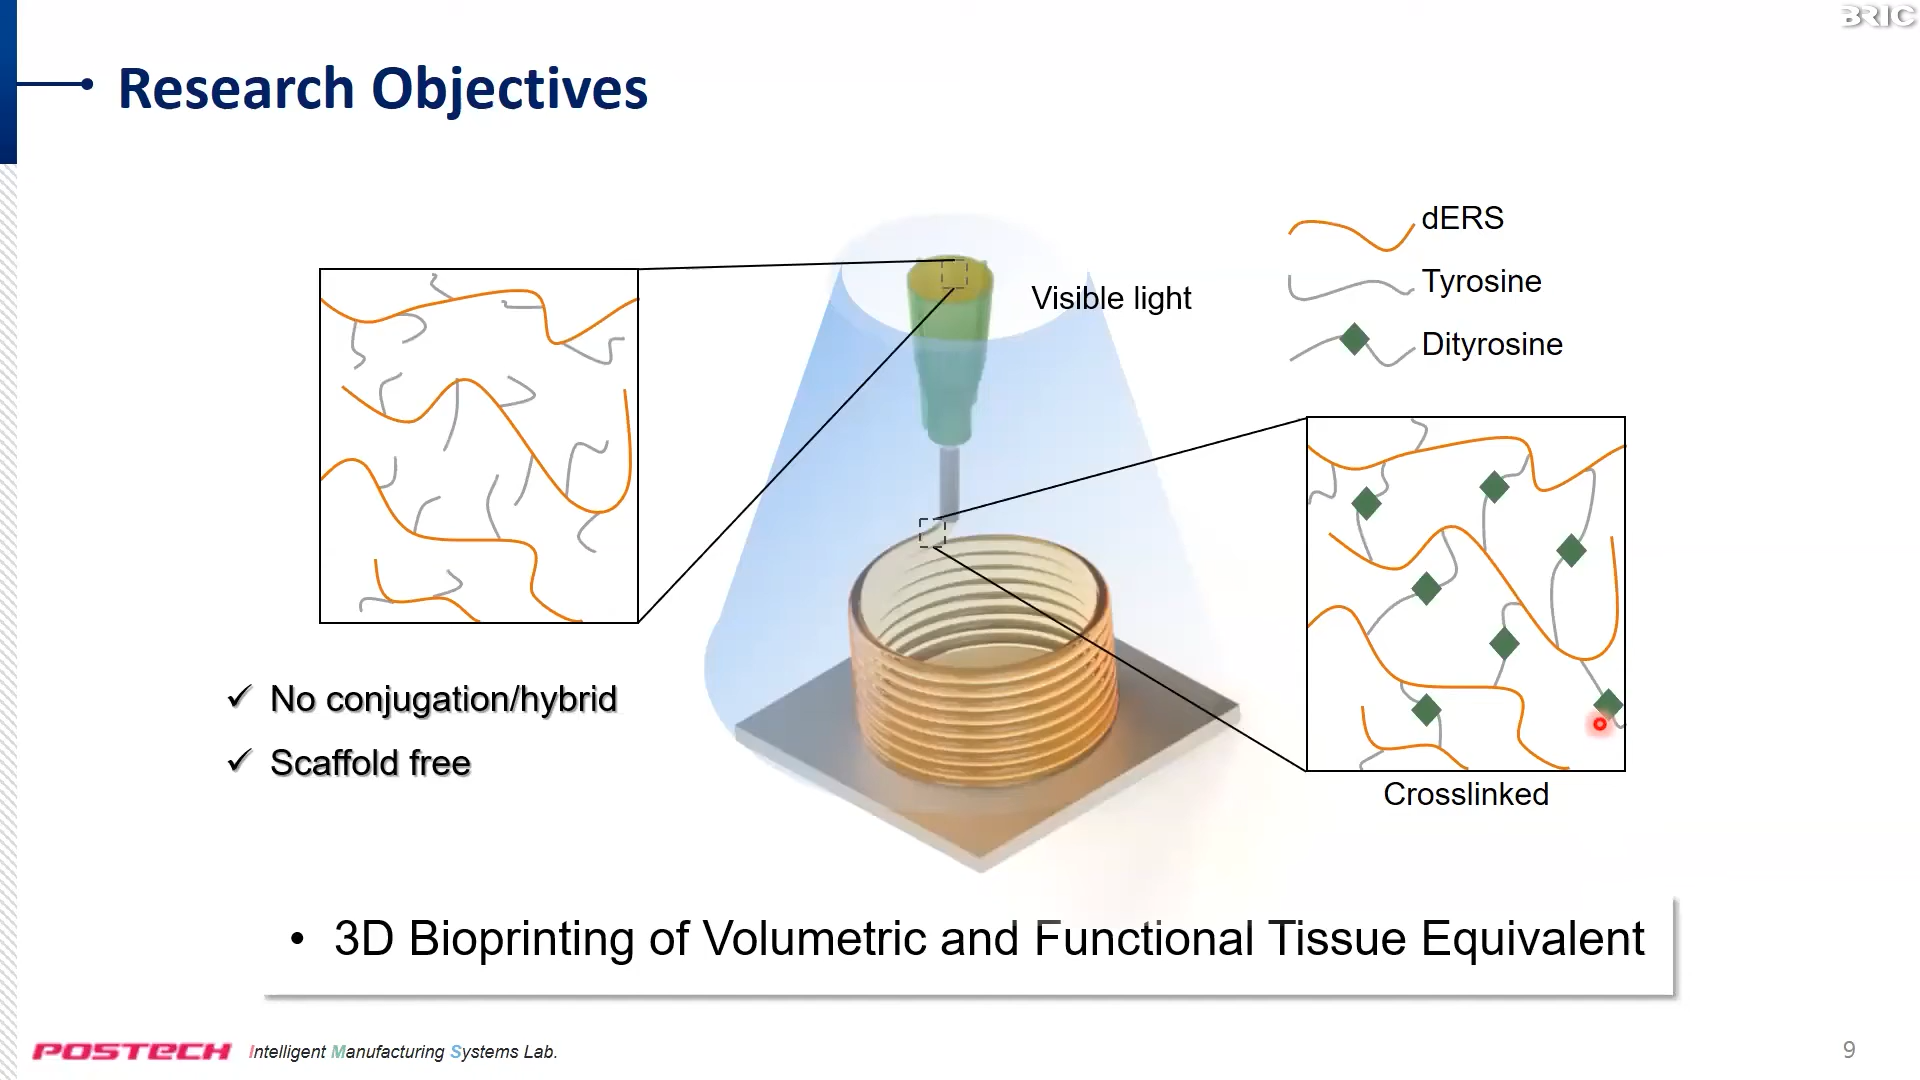 BRIC
Research Objectives
dERS
Tyrosine
Visible light
Dityrosine
✓ No conjugation/hybrid
✓ Scaffold free
Crosslinked
• 3D Bioprinting of Volumetric and Functional Tissue Equivalent
POSTECH Intelligent Manufacturing Systems Lab.
9